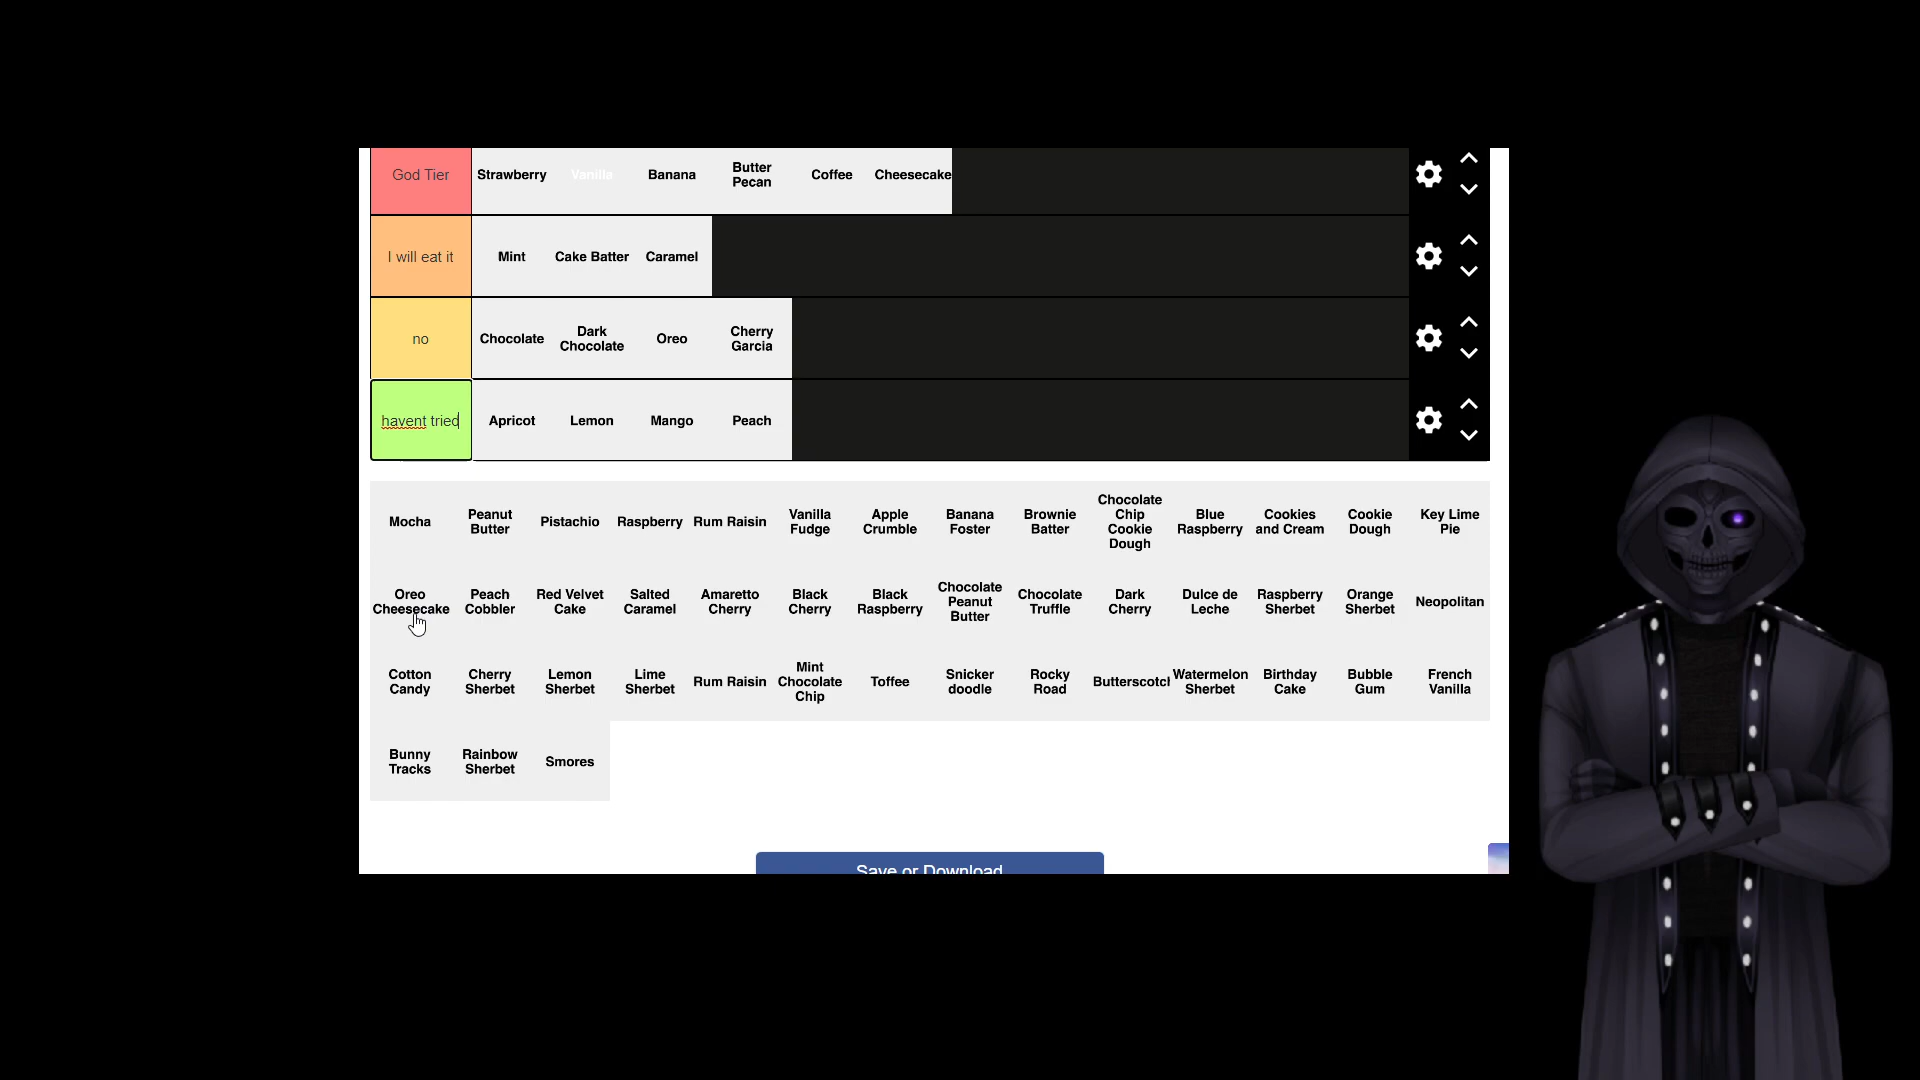 God Tier
Strawberry
Vanilla
Banana
Butter
Pecan
Coffee
Cheesecake
I will eat it
Mint
Cake Batter
Caramel
no
Chocolate
Dark
Chocolate
Oreo
Cherry
Garcia
havent tried
Apricot
Lemon
Mango
Peach
Mocha
Peanut
Butter
Pistachio
Raspberry
Rum Raisin
Vanilla
Fudge
Apple
Crumble
Banana
Foster
Brownie
Batter
Chocolate
Chip
Cookie
Dough
Blue
Raspberry
Cookies
and Cream
Cookie
Dough
Key Lime
Pie
Oreo
Cheesecake
Peach
Cobbler
Red Velvet
Cake
Salted
Caramel
Amaretto
Cherry
Black
Cherry
Black
Raspberry
Chocolate
Peanut
Butter
Chocolate
Truffle
Dark
Cherry
Dulce de
Leche
Raspberry
Sherbet
Orange
Sherbet
Neopolitan
Cotton
Candy
Cherry
Sherbet
Lemon
Sherbet
Lime
Sherbet
Rum Raisin
Mint
Chocolate
Chip
Toffee
Snicker
doodle
Rocky
Road
Butterscotch
Watermelon
Sherbet
Birthday
Cake
Bubble
Gum
French
Vanilla
Bunny
Tracks
Rainbow
Sherbet
Smores
Save or Download